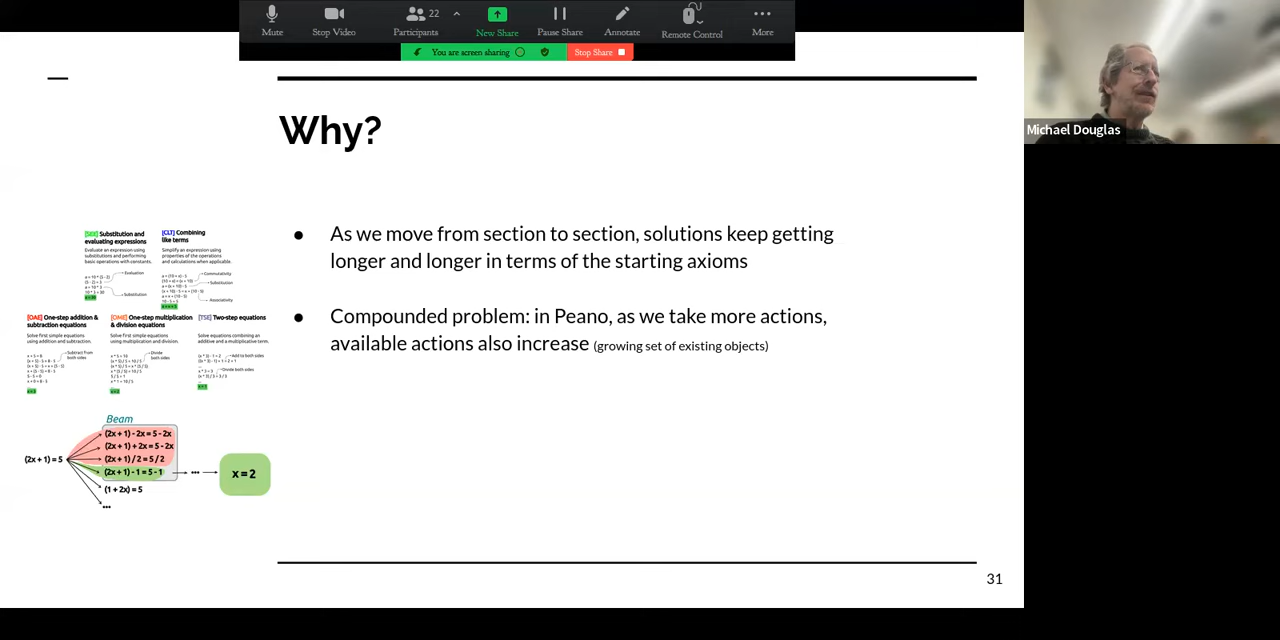 Mute
Stop Video
Participants
22
New Share
Pause Share
Annotate
Remote Control
More
You are screen sharing
Stop Share
Michael Douglas
Why?
As we move from section to section, solutions keep getting
longer and longer in terms of the starting axioms
Compounded problem: in Peano, as we take more actions,
available actions also increase (growing set of existing objects)
[SEE] Substitution and
evaluating expressions
Evaluate an expression using
substitutions and performing
basic operations with constants.
Evaluation
Substitution
[CLT] Combining
like terms
Simplify an expression using
properties of the operations
and calculations when applicable.
Commutativity
Substitution
Associativity
[OAE] One-step addition &
subtraction equations
Solve first simple equations
using addition and subtraction.
Subtract from
both sides
[OME] One-step multiplication
& division equations
Solve simple equations
using multiplication and division.
Divide
both sides
[TSE] Two-step equations
Solve equations combining an
additive and a multiplicative term.
Add to both sides
Divide both sides
Beam
(2x + 1) = 5
(2x + 1) - 2x = 5 - 2x
(2x + 1) + 2x = 5 - 2x
(2x + 1) / 2 = 5 / 2
(2x + 1) - 1 = 5 - 1
(1 + 2x) = 5
...
...
x = 2
31